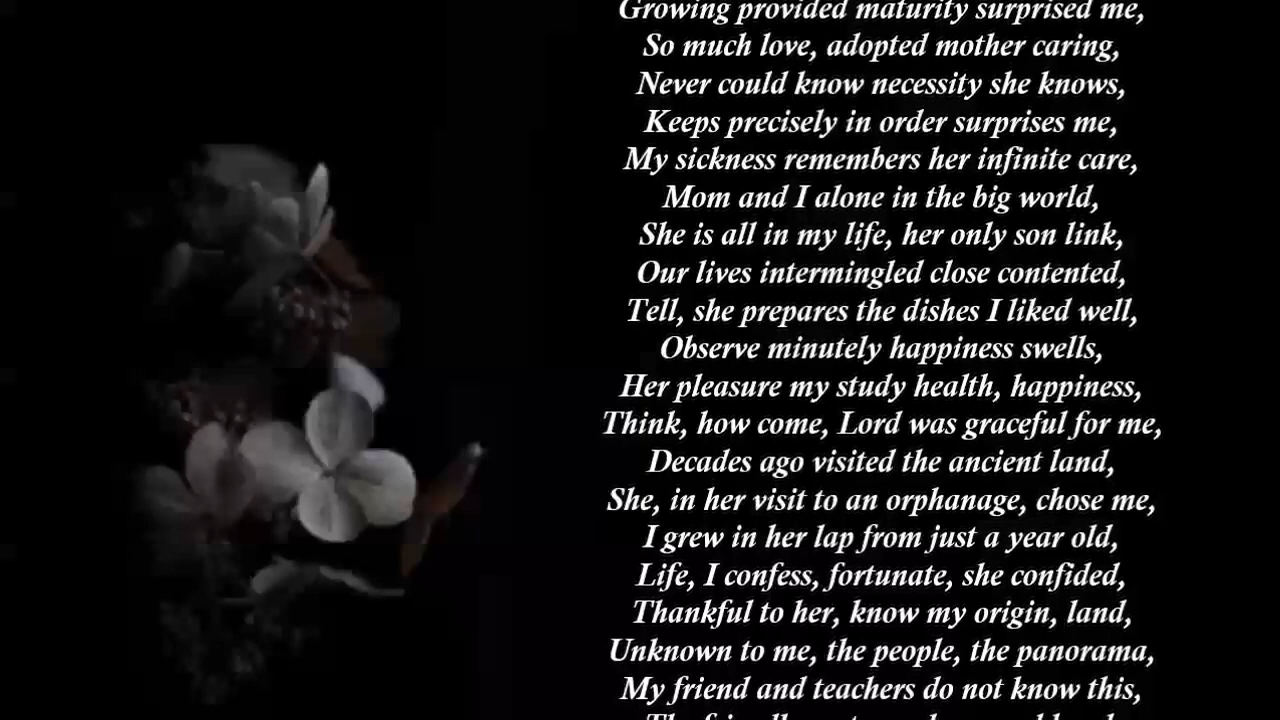 Growing provided maturity surprised me,
So much love, adopted mother caring,
Never could know necessity she knows,
Keeps precisely in order surprises me,
My sickness remembers her infinite care,
Mom and I alone in the big world,
She is all in my life, her only son link,
Our lives intermingled close contented,
Tell, she prepares the dishes I liked well,
Observe minutely happiness swells,
Her pleasure my study health, happiness,
Think, how come, Lord was graceful for me,
Decades ago visited the ancient land,
She, in her visit to an orphanage, chose me,
I grew in her lap from just a year old,
Life, I confess, fortunate, she confided,
Thankful to her, know my origin, land,
Unknown to me, the people, the panorama,
My friend and teachers do not know this,